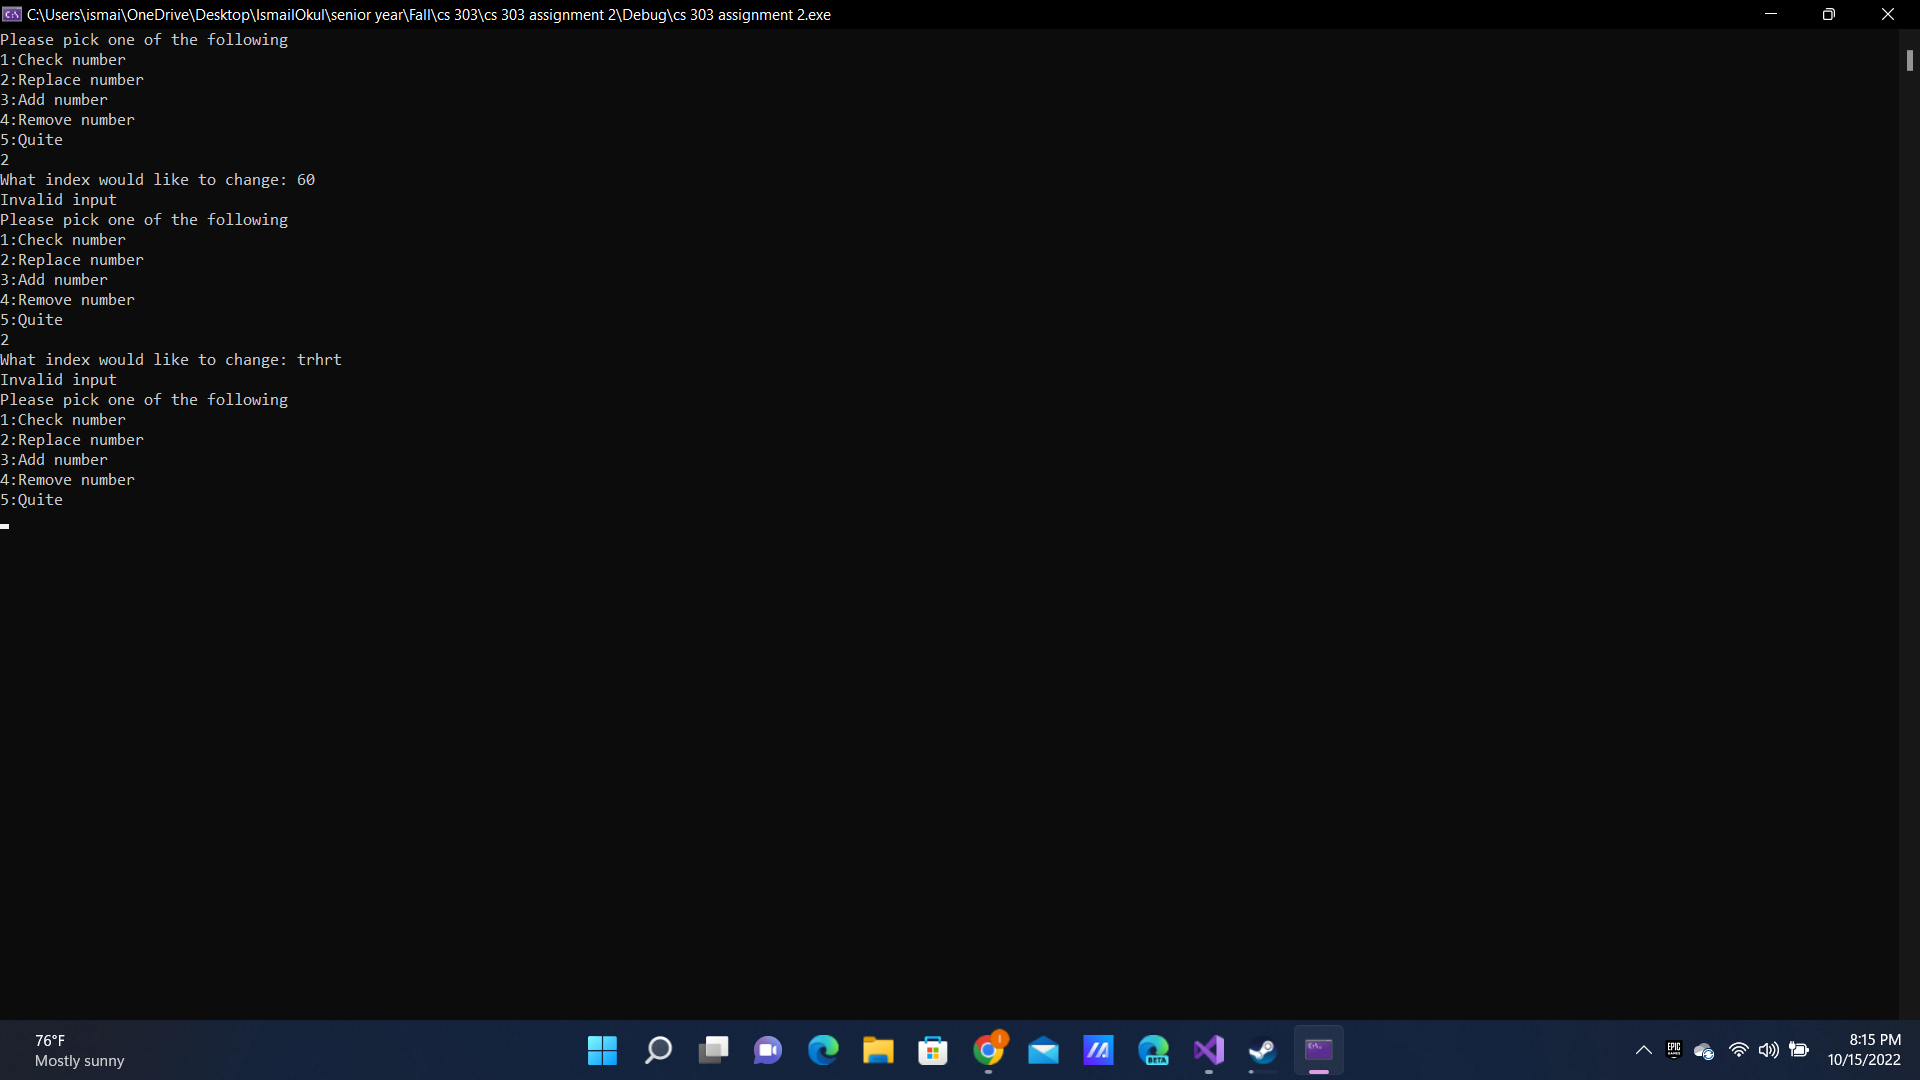 C:\Users\ismai\OneDrive\Desktop\IsmailOkul\senior year\Fall\cs 303\cs 303 assignment 2\Debug\cs 303 assignment 2.exe
Please pick one of the following
1:Check number
2:Replace number
3:Add number
4:Remove number
5:Quite
2
What index would like to change: 60
Invalid input
Please pick one of the following
1:Check number
2:Replace number
3:Add number
4:Remove number
5:Quite
2
What index would like to change: trhrt
Invalid input
Please pick one of the following
1:Check number
2:Replace number
3:Add number
4:Remove number
5:Quite
76°F
Mostly sunny
BETA
EPIC
GAMES
8:15 PM
10/15/2022